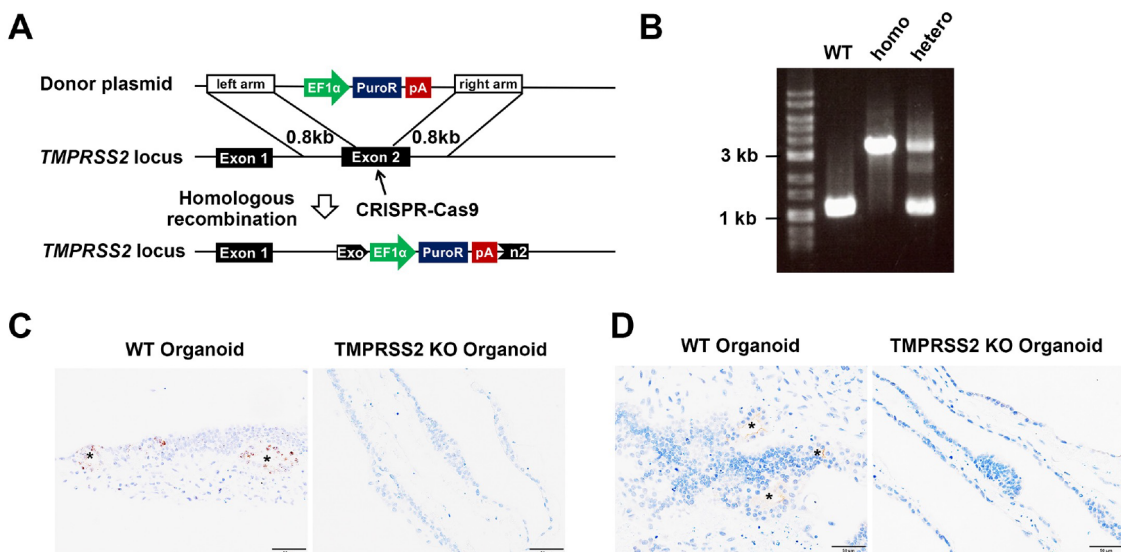 A
Donor plasmid
left arm
EF1α
PuroR
pA
right arm
0.8kb
0.8kb
TMPRSS2 locus
Exon 1
Exon 2
Homologous
recombination
CRISPR-Cas9
TMPRSS2 locus
Exon 1
Exo
EF1α
PuroR
pA
n2
B
WT
homo
hetero
3 kb
1 kb
C
WT Organoid
TMPRSS2 KO Organoid
*
*
D
WT Organoid
TMPRSS2 KO Organoid
*
*
*